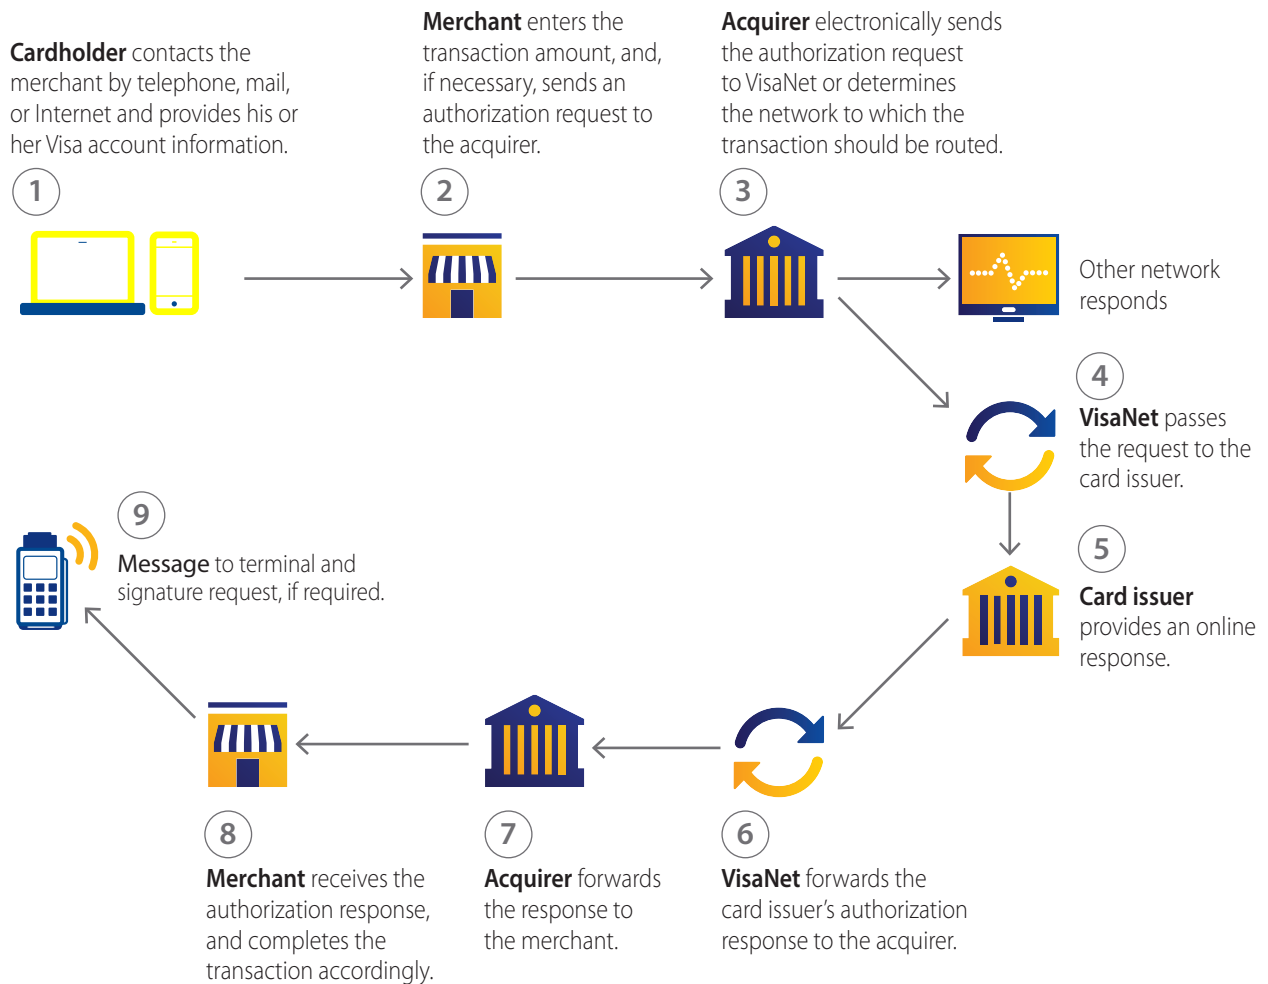 Cardholder contacts the
merchant by telephone, mail,
or Internet and provides his or
her Visa account information.
1
Merchant enters the
transaction amount, and,
if necessary, sends an
authorization request to
the acquirer.
2
Acquirer electronically sends
the authorization request
to VisaNet or determines
the network to which the
transaction should be routed.
3
Other network
responds
4
VisaNet passes
the request to the
card issuer.
5
Card issuer
provides an online
response.
6
VisaNet forwards the
card issuer’s authorization
response to the acquirer.
7
Acquirer forwards
the response to
the merchant.
8
Merchant receives the
authorization response,
and completes the
transaction accordingly.
9
Message to terminal and
signature request, if required.